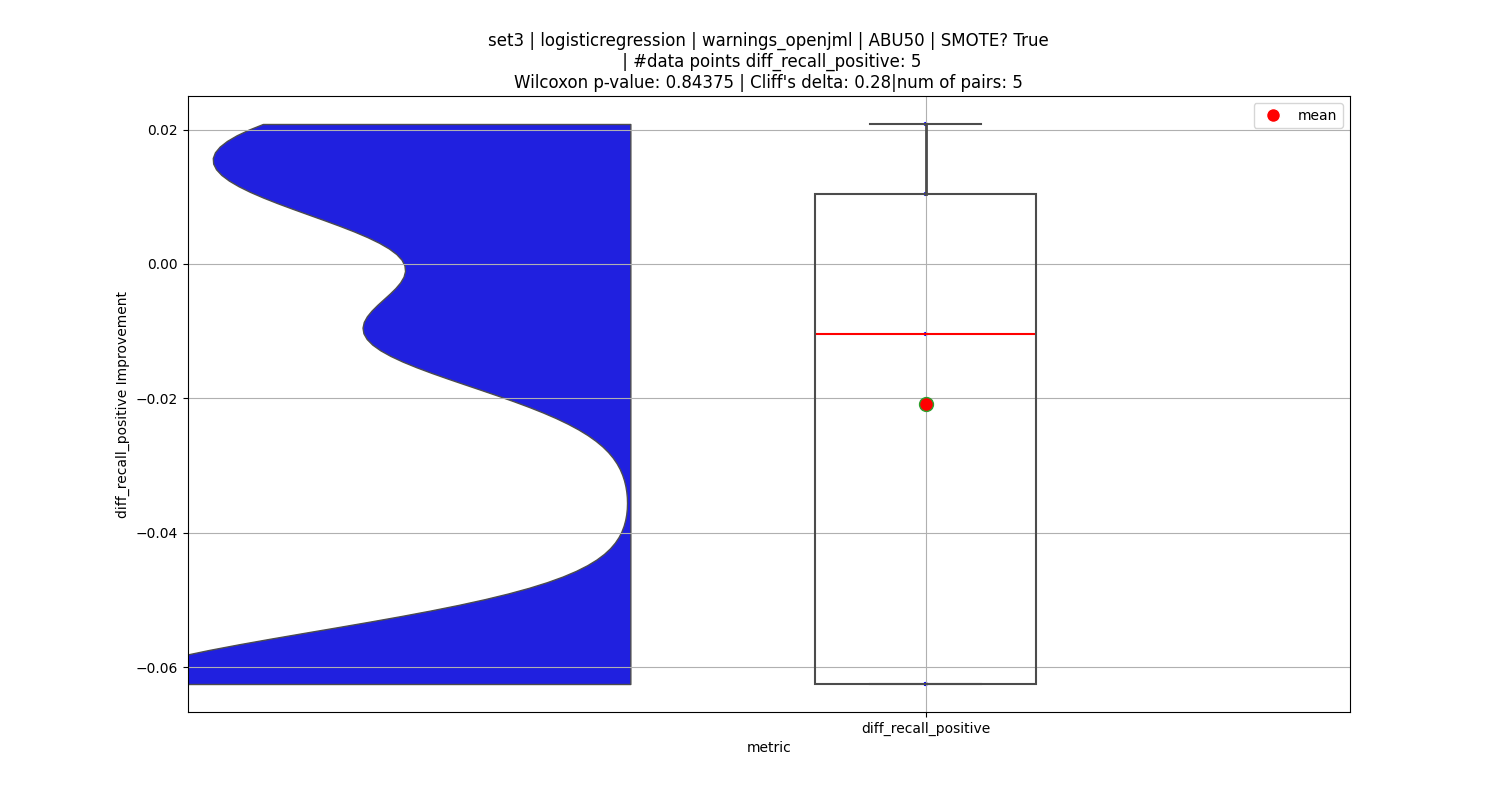 set3 | logisticregression | warnings_openjml | ABU50 | SMOTE? True
| #data points diff_recall_positive: 5
Wilcoxon p-value: 0.84375 | Cliff's delta: 0.28|num of pairs: 5
mean
0.02
0.00
−0.02
−0.04
−0.06
diff_recall_positive Improvement
diff_recall_positive
metric